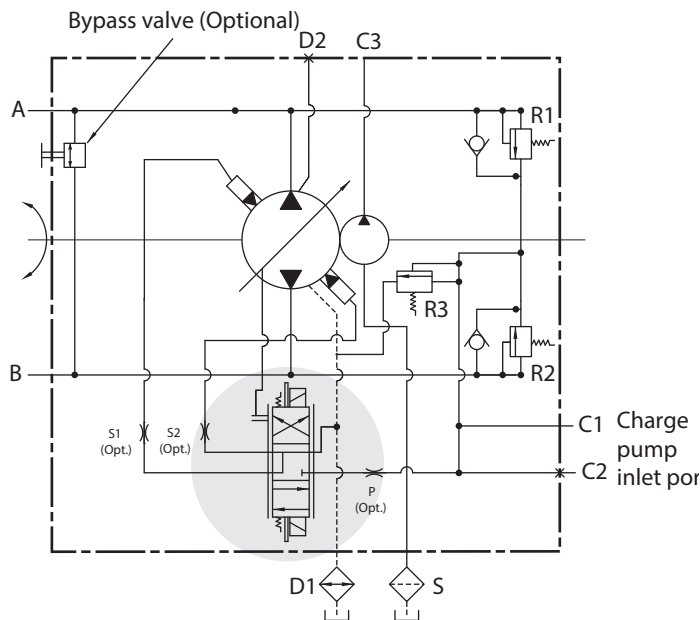 Bypass valve (Optional)
D2
C3
A
R1
R3
B
R2
S1
(Opt.)
S2
(Opt.)
C1
Charge
pump
inlet por
C2
P
(Opt.)
D1
S